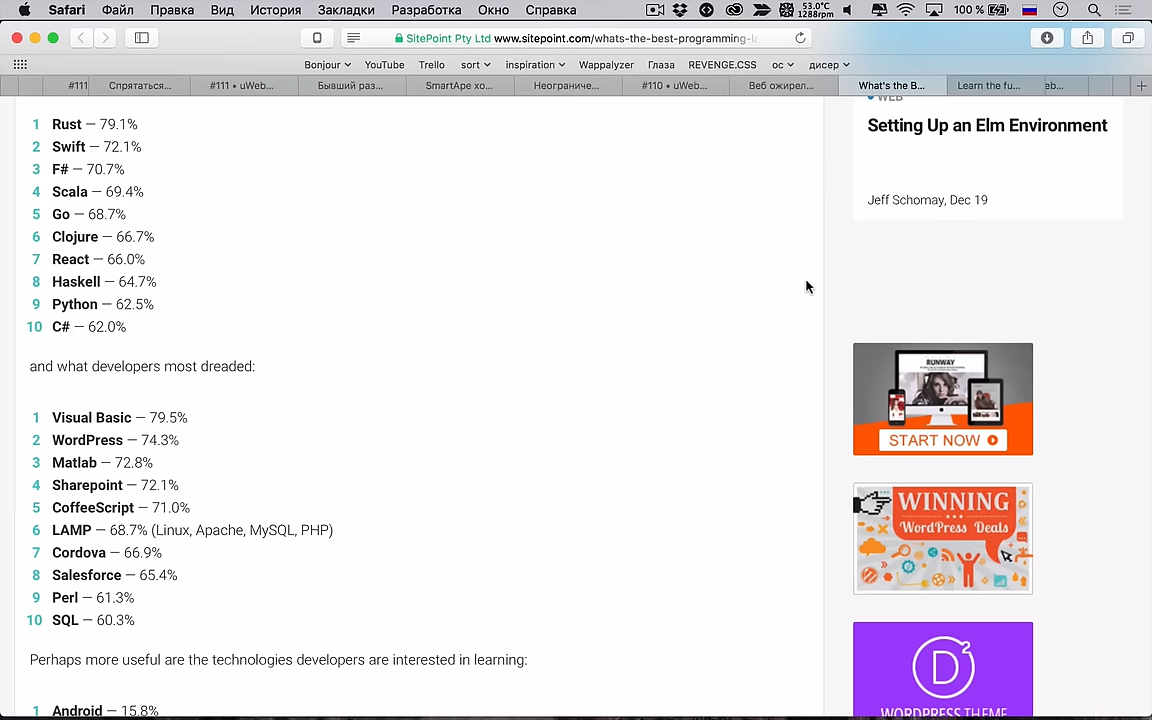 Safari Файл Правка Вид История Закладки Разработка Окно Справка 53.0°C 1288rpm 100 %
SitePoint Pty Ltd www.sitepoint.com/whats-the-best-programming-
Bonjour YouTube Trello sort inspiration Wappalyzer Глаза REVENGE.CSS ос дисер
#111 Спрятаться... #111 • uWeb... Бывший раз... SmartApe хо... Неограниче... #110 • uWeb... Веб ожирел... What's the B... Learn the fu... eb...
WEB
Setting Up an Elm Environment
Jeff Schomay, Dec 19
1 Rust – 79.1%
2 Swift – 72.1%
3 F# – 70.7%
4 Scala – 69.4%
5 Go – 68.7%
6 Clojure – 66.7%
7 React – 66.0%
8 Haskell – 64.7%
9 Python – 62.5%
10 C# – 62.0%
and what developers most dreaded:
1 Visual Basic – 79.5%
2 WordPress – 74.3%
3 Matlab – 72.8%
4 Sharepoint – 72.1%
5 CoffeeScript – 71.0%
6 LAMP – 68.7% (Linux, Apache, MySQL, PHP)
7 Cordova – 66.9%
8 Salesforce – 65.4%
9 Perl – 61.3%
10 SQL – 60.3%
Perhaps more useful are the technologies developers are interested in learning:
1 Android – 15.8%
RUNWAY
START NOW
WINNING
WordPress Deals
D2
WORDPRESS THEME